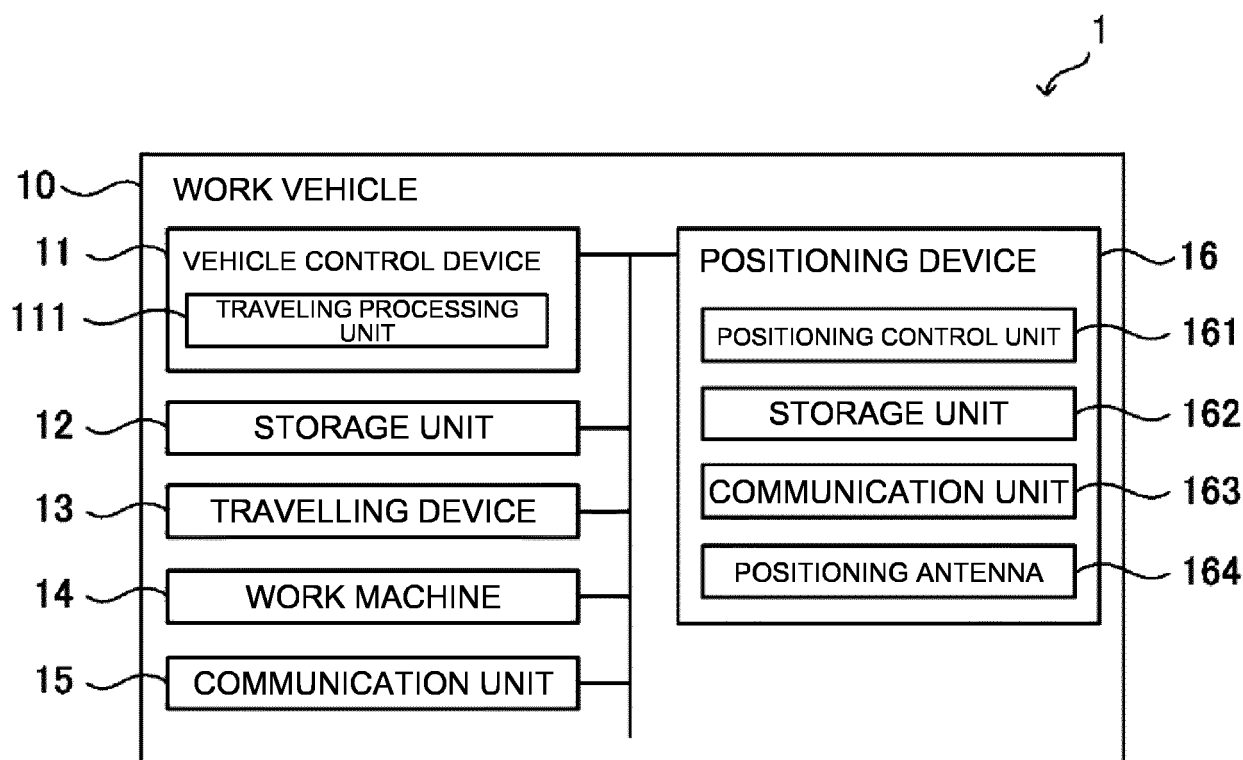 1
10 WORK VEHICLE
11 VEHICLE CONTROL DEVICE
111 TRAVELING PROCESSING
UNIT
12 STORAGE UNIT
13 TRAVELLING DEVICE
14 WORK MACHINE
15 COMMUNICATION UNIT
POSITIONING DEVICE 16
POSITIONING CONTROL UNIT 161
STORAGE UNIT 162
COMMUNICATION UNIT 163
POSITIONING ANTENNA 164